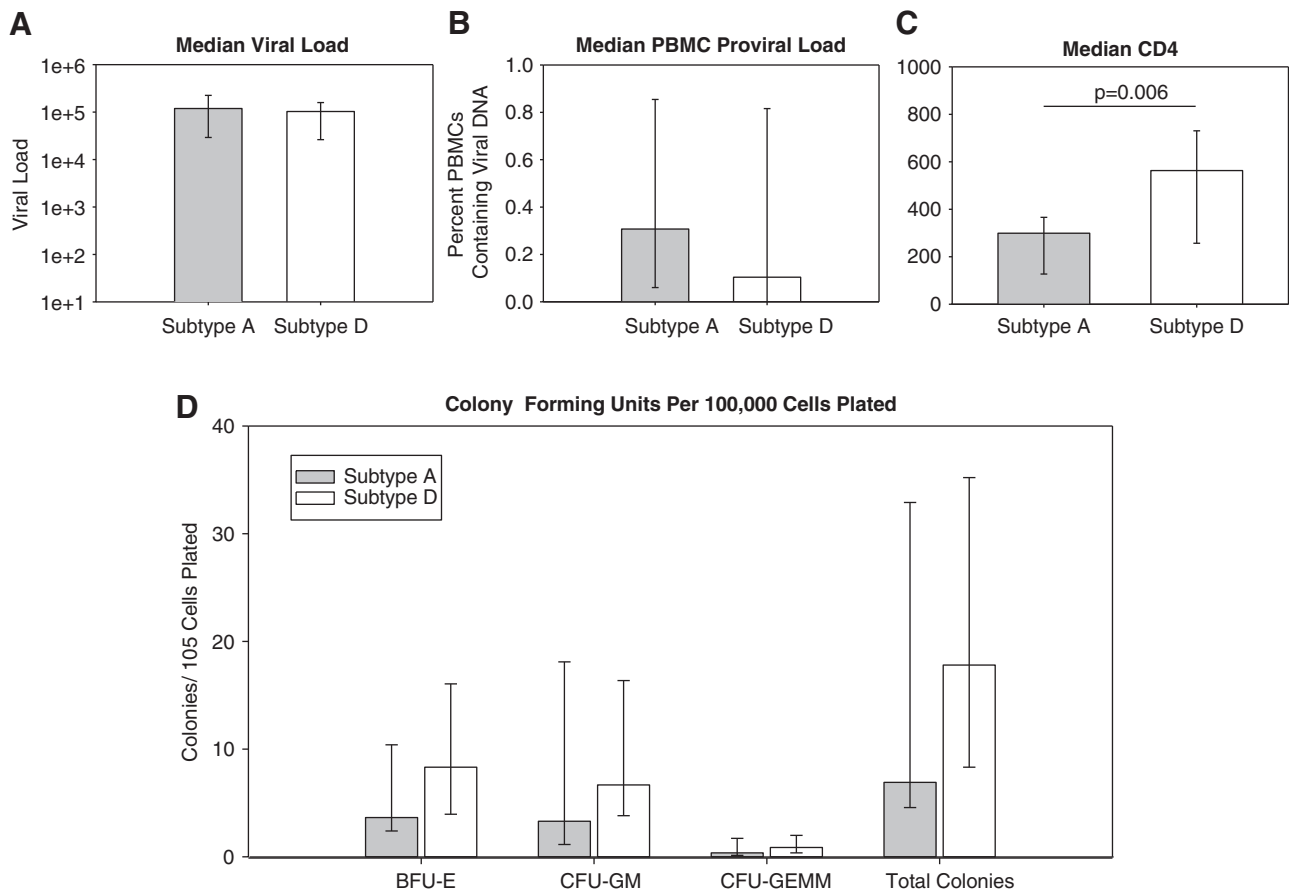 A
Median Viral Load
Viral Load
1e+6
1e+5
1e+4
1e+3
1e+2
1e+1
Subtype A
Subtype D
B
Median PBMC Proviral Load
Percent PBMCs
Containing Viral DNA
1.0
0.8
0.6
0.4
0.2
0.0
Subtype A
Subtype D
C
Median CD4
p=0.006
1000
800
600
400
200
0
Subtype A
Subtype D
D
Colony Forming Units Per 100,000 Cells Plated
Colonies/ 105 Cells Plated
40
30
20
10
0
Subtype A
Subtype D
BFU-E
CFU-GM
CFU-GEMM
Total Colonies